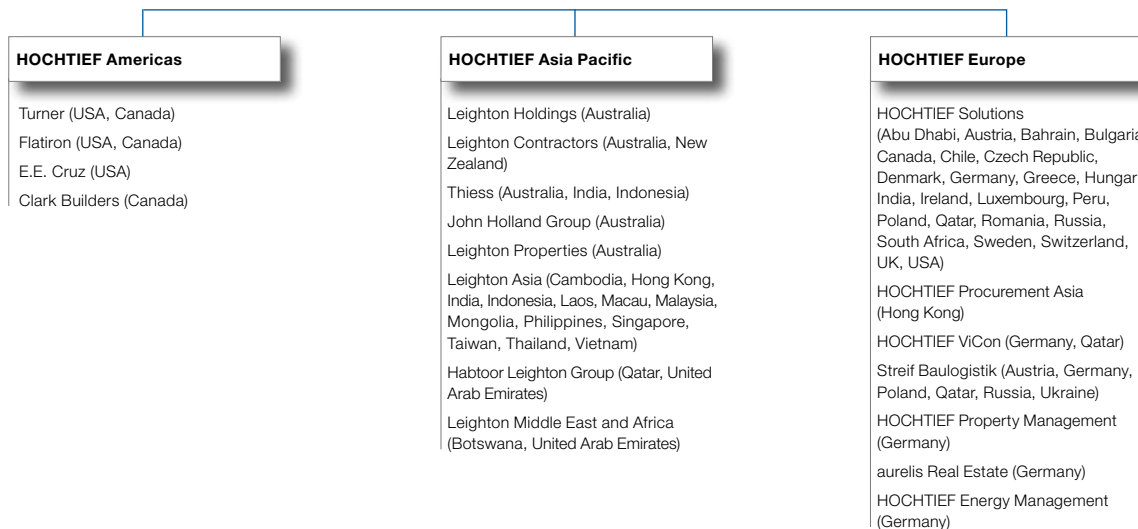 HOCHTIEF Americas
Turner (USA, Canada)
Flatiron (USA, Canada)
E.E. Cruz (USA)
Clark Builders (Canada)
HOCHTIEF Asia Pacific
Leighton Holdings (Australia)
Leighton Contractors (Australia, New
Zealand)
Thiess (Australia, India, Indonesia)
John Holland Group (Australia)
Leighton Properties (Australia)
Leighton Asia (Cambodia, Hong Kong,
India, Indonesia, Laos, Macau, Malaysia,
Mongolia, Philippines, Singapore,
Taiwan, Thailand, Vietnam)
Habtoor Leighton Group (Qatar, United
Arab Emirates)
Leighton Middle East and Africa
(Botswana, United Arab Emirates)
HOCHTIEF Europe
HOCHTIEF Solutions
(Abu Dhabi, Austria, Bahrain, Bulgaria
Canada, Chile, Czech Republic,
Denmark, Germany, Greece, Hungar
India, Ireland, Luxembourg, Peru,
Poland, Qatar, Romania, Russia,
South Africa, Sweden, Switzerland,
UK, USA)
HOCHTIEF Procurement Asia
(Hong Kong)
HOCHTIEF ViCon (Germany, Qatar)
Streif Baulogistik (Austria, Germany,
Poland, Qatar, Russia, Ukraine)
HOCHTIEF Property Management
(Germany)
aurelis Real Estate (Germany)
HOCHTIEF Energy Management
(Germany)